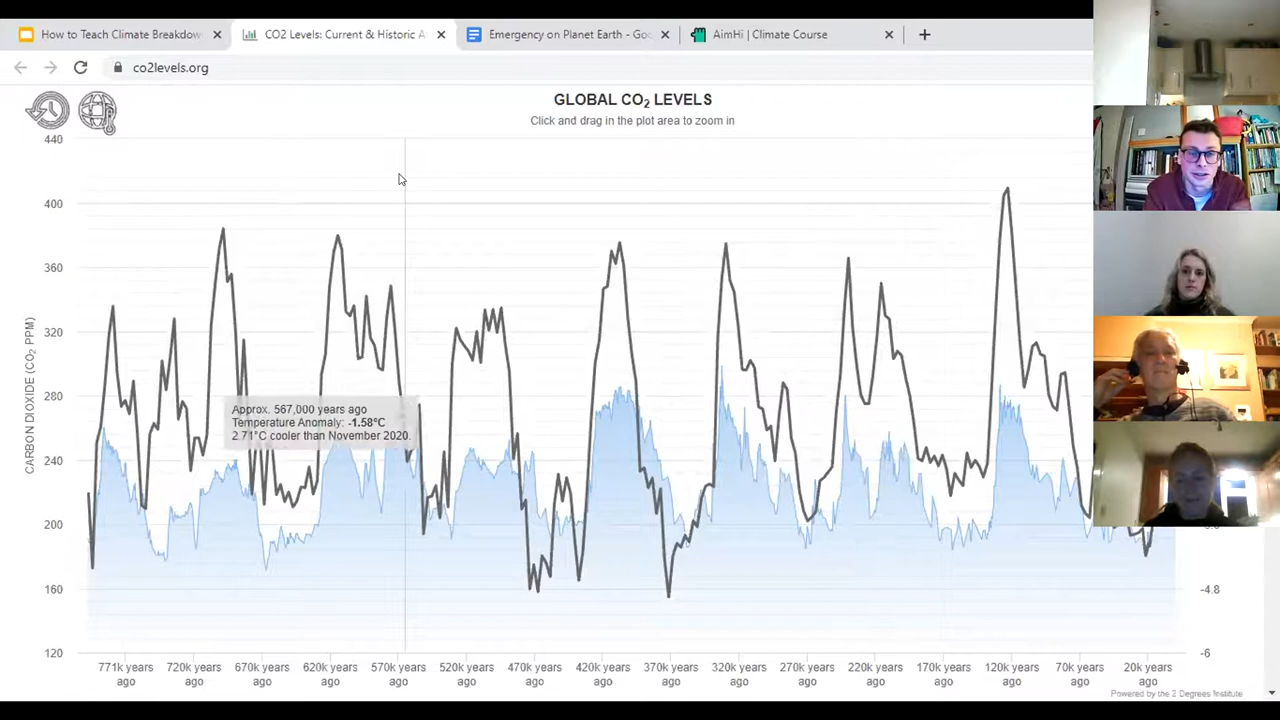 How to Teach Climate Breakdow
CO2 Levels: Current & Historic A
Emergency on Planet Earth - Goo
AimHi | Climate Course
co2levels.org
GLOBAL CO₂ LEVELS
Click and drag in the plot area to zoom in
440
400
360
320
280
240
200
160
120
CARBON DIOXIDE (CO₂ PPM)
Approx. 567,000 years ago
Temperature Anomaly: -1.58°C
2.71°C cooler than November 2020.
-4.8
-6
771k years ago
720k years ago
670k years ago
620k years ago
570k years ago
520k years ago
470k years ago
420k years ago
370k years ago
320k years ago
270k years ago
220k years ago
170k years ago
120k years ago
70k years ago
20k years ago
Powered by the 2 Degrees Institute